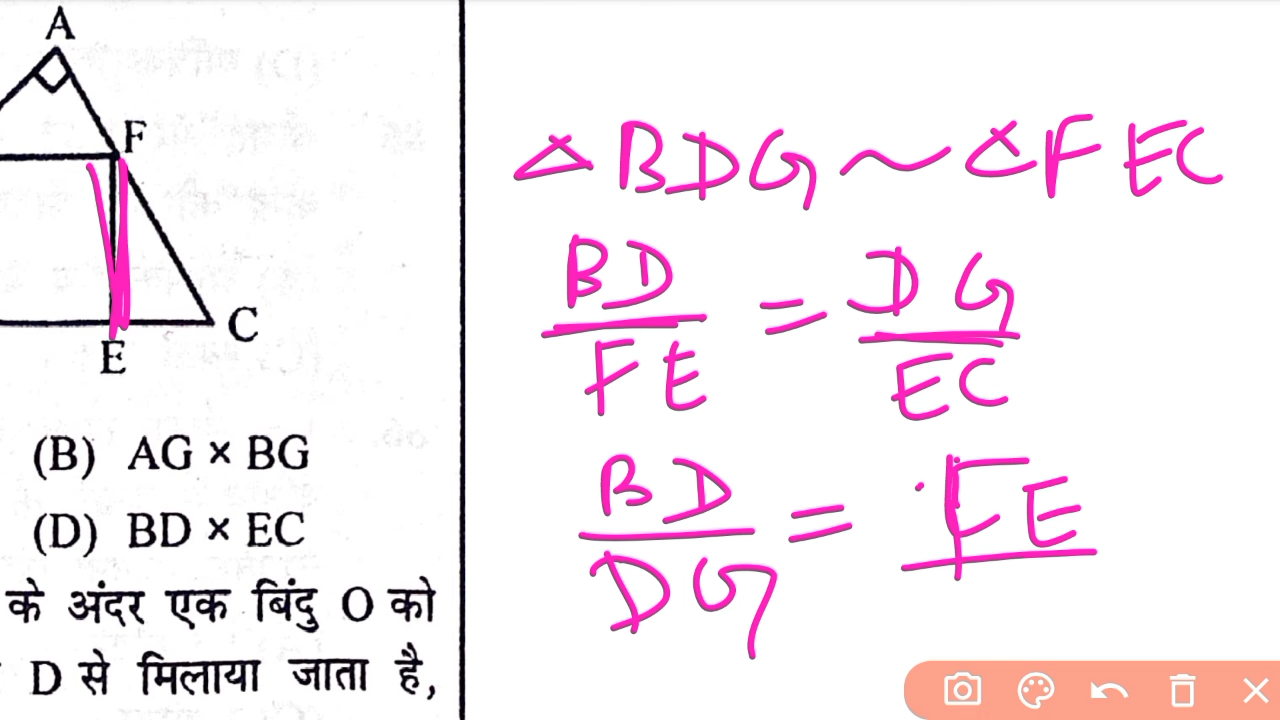 A
F
C
E
(B) AG × BG
(D) BD × EC
के अंदर एक बिंदु O को
D से मिलाया जाता है,
△BDG ~ △FEC
BD/FE = DG/EC
BD/DG = FE